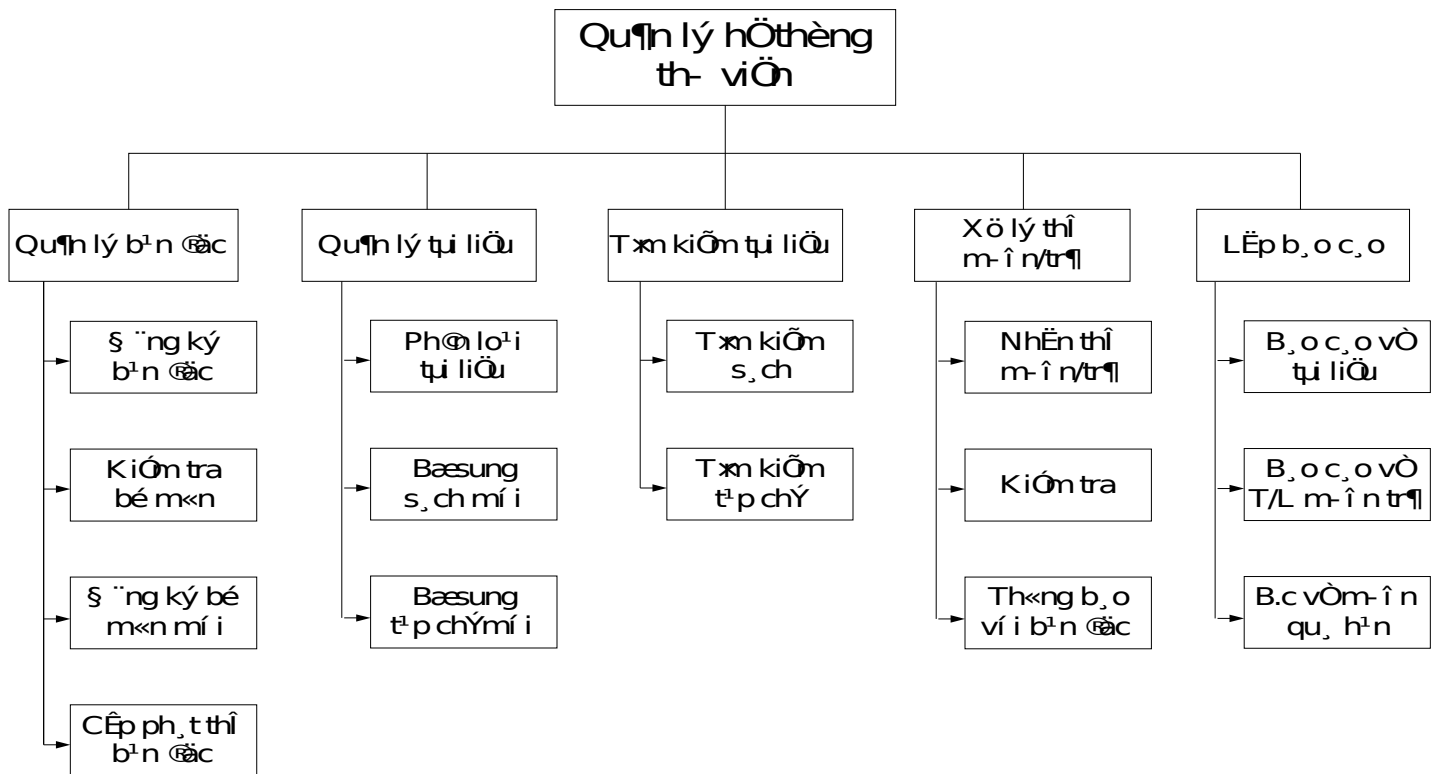 Qu¶n lý hÖ thèng
th- viÖn
Qu¶n lý b¹n ®äc
§¨ng ký
b¹n ®äc
KiÓm tra
bé m«n
§¨ng ký bé
m«n míi
CÊp ph¸t thÎ
b¹n ®äc
Qu¶n lý tµi liÖu
Ph©n lo¹i
tµi liÖu
Bæ sung
s¸ch míi
Bæ sung
t¹p chÝ míi
T×m kiÕm tµi liÖu
T×m kiÕm
s¸ch
T×m kiÕm
t¹p chÝ
Xö lý thÎ
m-în/tr¶
NhËn thÎ
m-în/tr¶
KiÓm tra
Th«ng b¸o
víi b¹n ®äc
LËp b¸o c¸o
B¸o c¸o vÒ
tµi liÖu
B¸o c¸o vÒ
T/L m-în tr¶
B.c vÒ m-în
qu¸ h¹n